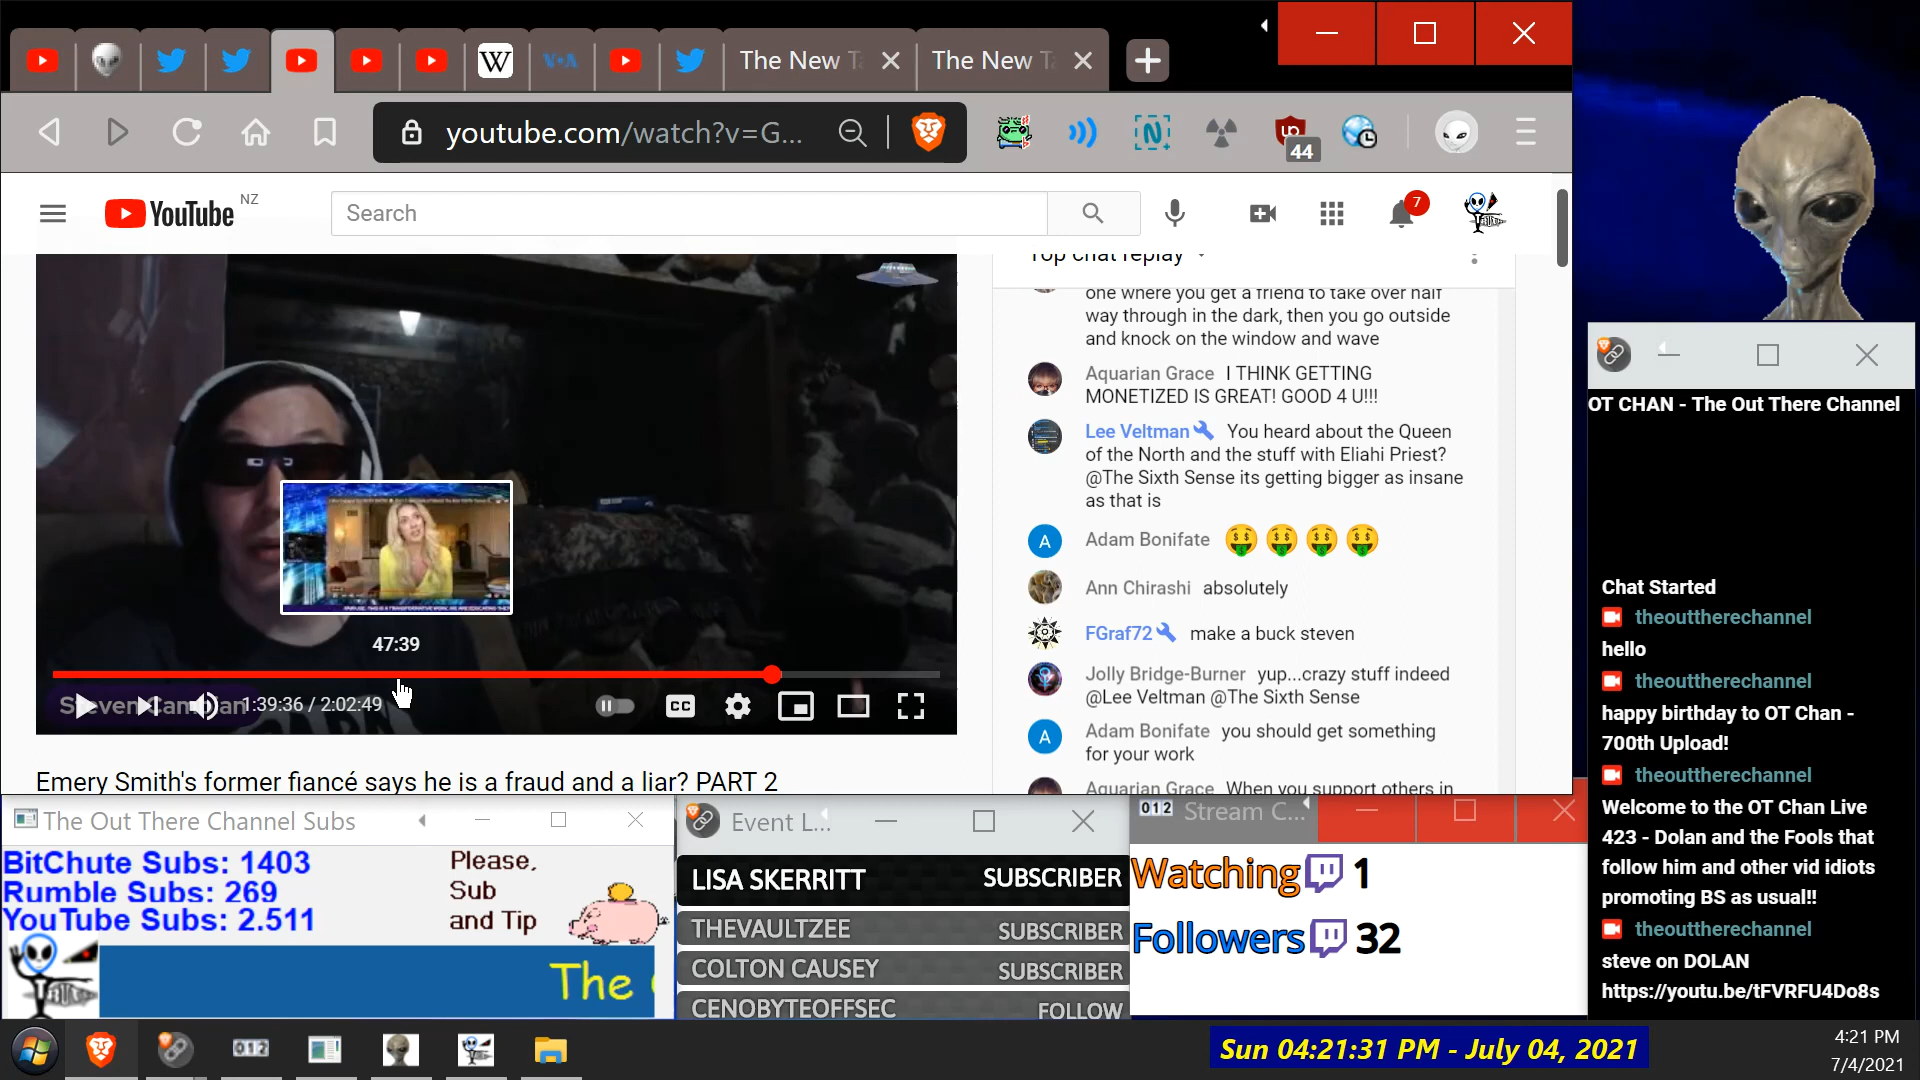 The New Ta
The New Ta
youtube.com/watch?v=G...
44
YouTube NZ
Search
7
Top chat replay
one where you get a friend to take over half
way through in the dark, then you go outside
and knock on the window and wave
Aquarian Grace I THINK GETTING
MONETIZED IS GREAT! GOOD 4 U!!!
Lee Veltman You heard about the Queen
of the North and the stuff with Eliahi Priest?
@The Sixth Sense its getting bigger as insane
as that is
Adam Bonifate
Ann Chirashi absolutely
FGraf72 make a buck steven
Jolly Bridge-Burner yup...crazy stuff indeed
@Lee Veltman @The Sixth Sense
Adam Bonifate you should get something
for your work
Aquarian Grace When you support others in
47:39
Steven Cambian
1:39:36 / 2:02:49
CC
Emery Smith's former fiancé says he is a fraud and a liar? PART 2
OT CHAN - The Out There Channel
Chat Started
theouttherechannel
hello
theouttherechannel
happy birthday to OT Chan -
700th Upload!
theouttherechannel
Welcome to the OT Chan Live
423 - Dolan and the Fools that
follow him and other vid idiots
promoting BS as usual!!
theouttherechannel
steve on DOLAN
https://youtu.be/tFVRFU4Do8s
The Out There Channel Subs
BitChute Subs: 1403
Rumble Subs: 269
YouTube Subs: 2.511
Please,
Sub
and Tip
The
Event L...
LISA SKERRITT SUBSCRIBER
THEVAULTZEE SUBSCRIBER
COLTON CAUSEY SUBSCRIBER
CENOBYTEOFFSEC FOLLOW
012 Stream C...
Watching 1
Followers 32
012
Sun 04:21:31 PM - July 04, 2021
4:21 PM
7/4/2021